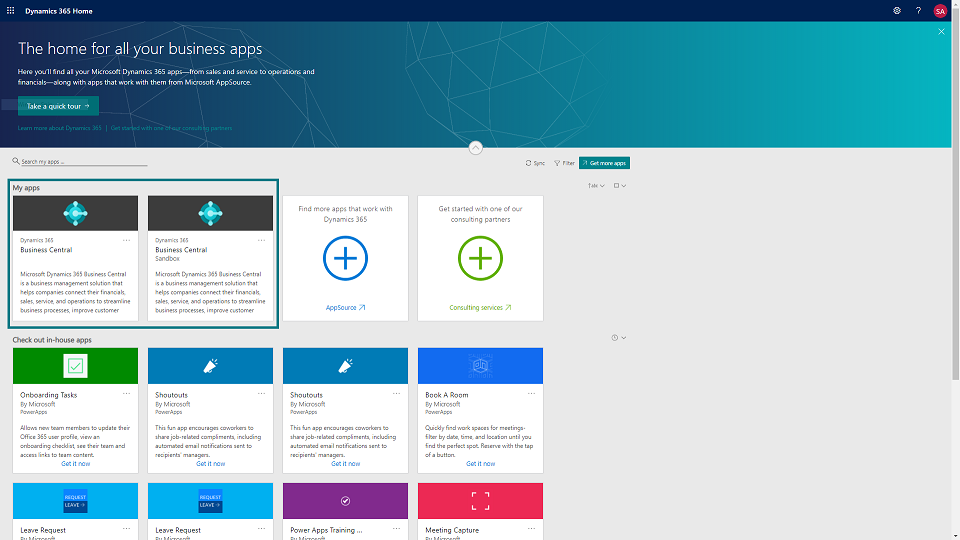 Dynamics 365 Home
?
SA
The home for all your business apps
Here you'll find all your Microsoft Dynamics 365 apps—from sales and service to operations and
financials—along with apps that work with them from Microsoft AppSource.
Take a quick tour →
Learn more about Dynamics 365 | Get started with one of our consulting partners
Search my apps ...
Sync
Filter
Get more apps
My apps
Dynamics 365
Business Central
Microsoft Dynamics 365 Business Central
is a business management solution that
helps companies connect their financials,
sales, service, and operations to streamline
business processes, improve customer
Dynamics 365
Business Central
Sandbox
Microsoft Dynamics 365 Business Central
is a business management solution that
helps companies connect their financials,
sales, service, and operations to streamline
business processes, improve customer
Find more apps that work with
Dynamics 365
AppSource
Get started with one of our
consulting partners
Consulting services
Check out in-house apps
Onboarding Tasks
By Microsoft
PowerApps
Allows new team members to update their
Office 365 user profile, view an
onboarding checklist, see their team and
access links to team content.
Get it now
Shoutouts
By Microsoft
PowerApps
This fun app encourages coworkers to
share job-related compliments, including
automated email notifications sent to
recipients' managers.
Get it now
Shoutouts
By Microsoft
PowerApps
This fun app encourages coworkers to
share job-related compliments, including
automated email notifications sent to
recipients' managers.
Get it now
Book A Room
By Microsoft
PowerApps
Quickly find work spaces for meetings-
filter by date, time, and location until you
find the perfect spot. Reserve with the tap
of a button.
Get it now
REQUEST
LEAVE →
Leave Request
By Microsoft
REQUEST
LEAVE →
Leave Request
By Microsoft
Power Apps Training ...
By Microsoft
Meeting Capture
By Microsoft